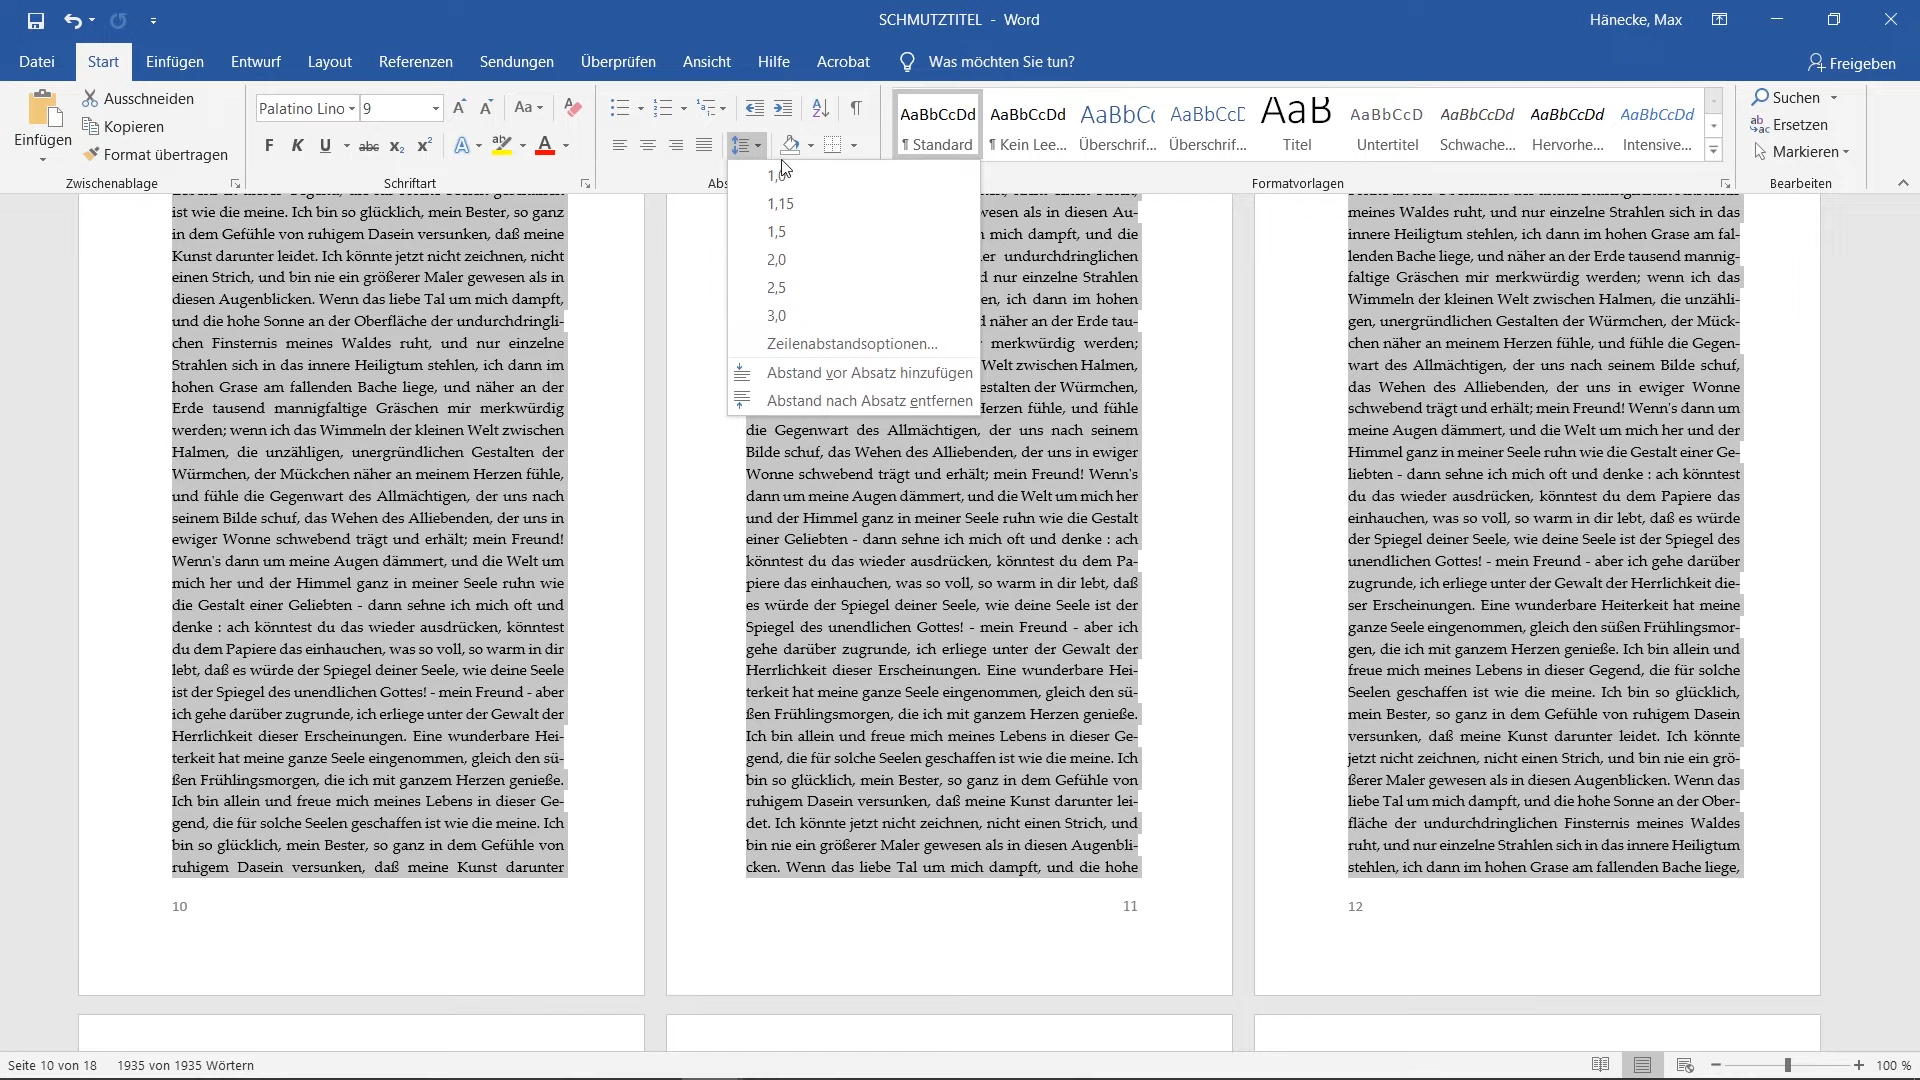 SCHMUTZTITEL - Word
Hänecke, Max
Datei
Start
Einfügen
Entwurf
Layout
Referenzen
Sendungen
Überprüfen
Ansicht
Hilfe
Acrobat
Was möchten Sie tun?
Freigeben
Einfügen
Ausschneiden
Kopieren
Format übertragen
Zwischenablage
Palatino Lino
9
Aa
F K U abc x₂ x² A ab A
Schriftart
Abs
AaBbCcDd
¶ Standard
AaBbCcDd
¶ Kein Lee...
AaBbCc
Überschrif...
AaBbCcD
Überschrif...
AaB
Titel
AaBbCcD
Untertitel
AaBbCcDd
Schwache...
AaBbCcDd
Hervorhe...
AaBbCcDd
Intensive...
Formatvorlagen
Suchen
Ersetzen
Markieren
Bearbeiten
1,0
1,15
1,5
2,0
2,5
3,0
Zeilenabstandsoptionen...
Abstand vor Absatz hinzufügen
Abstand nach Absatz entfernen
ist wie die meine. Ich bin so glücklich, mein Bester, so ganz
in dem Gefühle von ruhigem Dasein versunken, daß meine
Kunst darunter leidet. Ich könnte jetzt nicht zeichnen, nicht
einen Strich, und bin nie ein größerer Maler gewesen als in
diesen Augenblicken. Wenn das liebe Tal um mich dampft,
und die hohe Sonne an der Oberfläche der undurchdringli-
chen Finsternis meines Waldes ruht, und nur einzelne
Strahlen sich in das innere Heiligtum stehlen, ich dann im
hohen Grase am fallenden Bache liege, und näher an der
Erde tausend mannigfaltige Gräschen mir merkwürdig
werden; wenn ich das Wimmeln der kleinen Welt zwischen
Halmen, die unzähligen, unergründlichen Gestalten der
Würmchen, der Mückchen näher an meinem Herzen fühle,
und fühle die Gegenwart des Allmächtigen, der uns nach
seinem Bilde schuf, das Wehen des Alliebenden, der uns in
ewiger Wonne schwebend trägt und erhält; mein Freund!
Wenn's dann um meine Augen dämmert, und die Welt um
mich her und der Himmel ganz in meiner Seele ruhn wie
die Gestalt einer Geliebten - dann sehne ich mich oft und
denke : ach könntest du das wieder ausdrücken, könntest
du dem Papiere das einhauchen, was so voll, so warm in dir
lebt, daß es würde der Spiegel deiner Seele, wie deine Seele
ist der Spiegel des unendlichen Gottes! - mein Freund - aber
ich gehe darüber zugrunde, ich erliege unter der Gewalt der
Herrlichkeit dieser Erscheinungen. Eine wunderbare Hei-
terkeit hat meine ganze Seele eingenommen, gleich den sü-
ßen Frühlingsmorgen, die ich mit ganzem Herzen genieße.
Ich bin allein und freue mich meines Lebens in dieser Ge-
gend, die für solche Seelen geschaffen ist wie die meine. Ich
bin so glücklich, mein Bester, so ganz in dem Gefühle von
ruhigem Dasein versunken, daß meine Kunst darunter
10
wesen als in diesen Au-
mich dampft, und die
er undurchdringlichen
d nur einzelne Strahlen
en, ich dann im hohen
d näher an der Erde tau-
merkwürdig werden;
Welt zwischen Halmen,
estalten der Würmchen,
Herzen fühle, und fühle
die Gegenwart des Allmächtigen, der uns nach seinem
Bilde schuf, das Wehen des Alliebenden, der uns in ewiger
Wonne schwebend trägt und erhält; mein Freund! Wenn's
dann um meine Augen dämmert, und die Welt um mich her
und der Himmel ganz in meiner Seele ruhn wie die Gestalt
einer Geliebten - dann sehne ich mich oft und denke : ach
könntest du das wieder ausdrücken, könntest du dem Pa-
piere das einhauchen, was so voll, so warm in dir lebt, daß
es würde der Spiegel deiner Seele, wie deine Seele ist der
Spiegel des unendlichen Gottes! - mein Freund - aber ich
gehe darüber zugrunde, ich erliege unter der Gewalt der
Herrlichkeit dieser Erscheinungen. Eine wunderbare Hei-
terkeit hat meine ganze Seele eingenommen, gleich den sü-
ßen Frühlingsmorgen, die ich mit ganzem Herzen genieße.
Ich bin allein und freue mich meines Lebens in dieser Ge-
gend, die für solche Seelen geschaffen ist wie die meine. Ich
bin so glücklich, mein Bester, so ganz in dem Gefühle von
ruhigem Dasein versunken, daß meine Kunst darunter lei-
det. Ich könnte jetzt nicht zeichnen, nicht einen Strich, und
bin nie ein größerer Maler gewesen als in diesen Augenbli-
cken. Wenn das liebe Tal um mich dampft, und die hohe
11
meines Waldes ruht, und nur einzelne Strahlen sich in das
innere Heiligtum stehlen, ich dann im hohen Grase am fal-
lenden Bache liege, und näher an der Erde tausend mannig-
faltige Gräschen mir merkwürdig werden; wenn ich das
Wimmeln der kleinen Welt zwischen Halmen, die unzähli-
gen, unergründlichen Gestalten der Würmchen, der Mück-
chen näher an meinem Herzen fühle, und fühle die Gegen-
wart des Allmächtigen, der uns nach seinem Bilde schuf,
das Wehen des Alliebenden, der uns in ewiger Wonne
schwebend trägt und erhält; mein Freund! Wenn's dann um
meine Augen dämmert, und die Welt um mich her und der
Himmel ganz in meiner Seele ruhn wie die Gestalt einer Ge-
liebten - dann sehne ich mich oft und denke : ach könntest
du das wieder ausdrücken, könntest du dem Papiere das
einhauchen, was so voll, so warm in dir lebt, daß es würde
der Spiegel deiner Seele, wie deine Seele ist der Spiegel des
unendlichen Gottes! - mein Freund - aber ich gehe darüber
zugrunde, ich erliege unter der Gewalt der Herrlichkeit die-
ser Erscheinungen. Eine wunderbare Heiterkeit hat meine
ganze Seele eingenommen, gleich den süßen Frühlingsmor-
gen, die ich mit ganzem Herzen genieße. Ich bin allein und
freue mich meines Lebens in dieser Gegend, die für solche
Seelen geschaffen ist wie die meine. Ich bin so glücklich,
mein Bester, so ganz in dem Gefühle von ruhigem Dasein
versunken, daß meine Kunst darunter leidet. Ich könnte
jetzt nicht zeichnen, nicht einen Strich, und bin nie ein grö-
ßerer Maler gewesen als in diesen Augenblicken. Wenn das
liebe Tal um mich dampft, und die hohe Sonne an der Ober-
fläche der undurchdringlichen Finsternis meines Waldes
ruht, und nur einzelne Strahlen sich in das innere Heiligtum
stehlen, ich dann im hohen Grase am fallenden Bache liege,
12
Seite 10 von 18
1935 von 1935 Wörtern
100 %